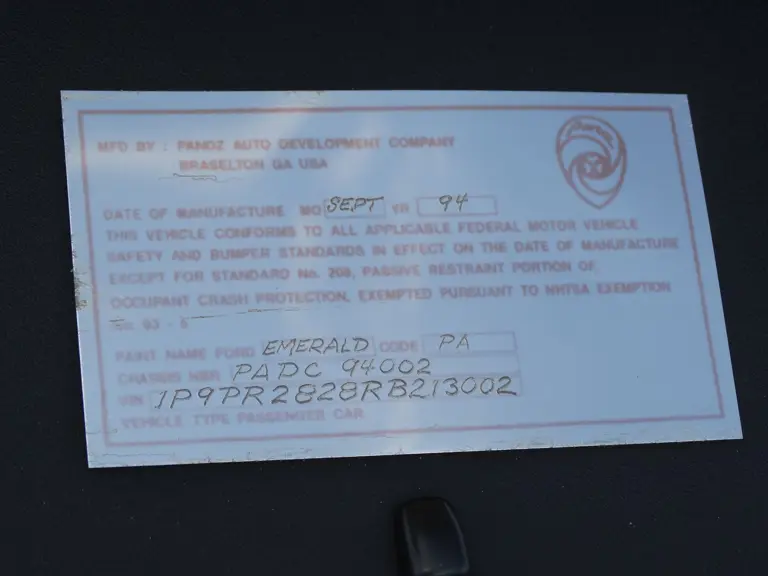 MFD BY : PANOZ AUTO DEVELOPMENT COMPANY
BRASELTON GA USA
Panoz
DATE OF MANUFACTURE MO SEPT YR 94
THIS VEHICLE CONFORMS TO ALL APPLICABLE FEDERAL MOTOR VEHICLE
SAFETY AND BUMPER STANDARDS IN EFFECT ON THE DATE OF MANUFACTURE
EXCEPT FOR STANDARD No. 208, PASSIVE RESTRAINT PORTION OF
OCCUPANT CRASH PROTECTION, EXEMPTED PURSUANT TO NHTSA EXEMPTION
No. 93 - 5
PAINT NAME FORD EMERALD CODE PA
CHASSIS NBR PADC 94002
VIN 1P9PR2828RB213002
VEHICLE TYPE PASSENGER CAR